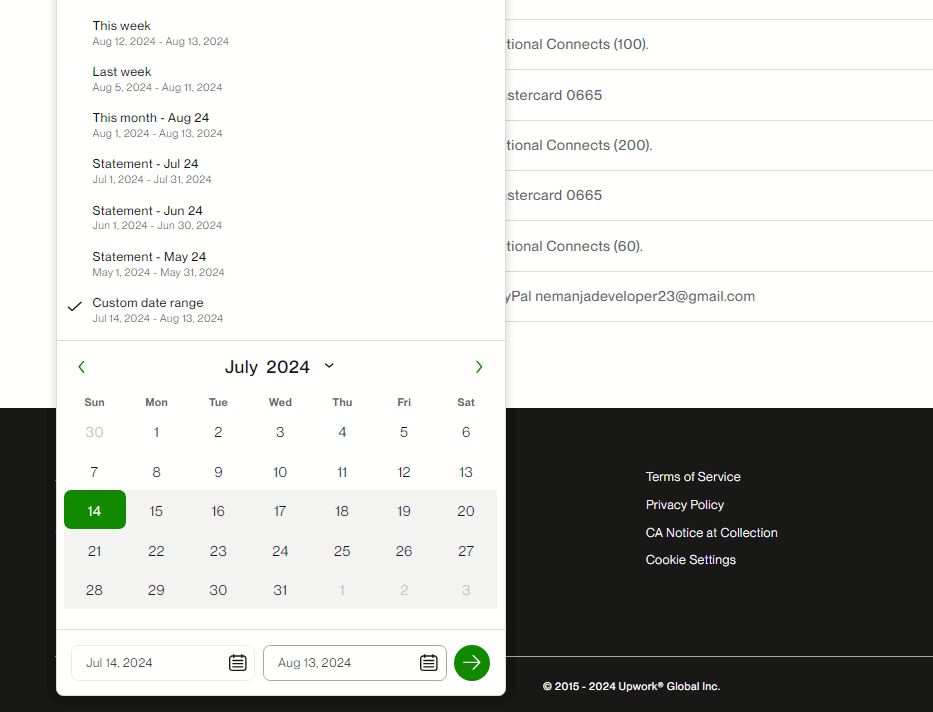 This week
Aug 12, 2024 - Aug 13, 2024
Last week
Aug 5, 2024 - Aug 11, 2024
This month - Aug 24
Aug 1, 2024 - Aug 13, 2024
Statement - Jul 24
Jul 1, 2024 - Jul 31, 2024
Statement - Jun 24
Jun 1, 2024 - Jun 30, 2024
Statement - May 24
May 1, 2024 - May 31, 2024
Custom date range
Jul 14, 2024 - Aug 13, 2024
July 2024
Sun Mon Tue Wed Thu Fri Sat
30 1 2 3 4 5 6
7 8 9 10 11 12 13
14 15 16 17 18 19 20
21 22 23 24 25 26 27
28 29 30 31 1 2 3
Jul 14, 2024 Aug 13, 2024
tional Connects (100).
stercard 0665
tional Connects (200).
stercard 0665
tional Connects (60).
yPal nemanjadeveloper23@gmail.com
Terms of Service
Privacy Policy
CA Notice at Collection
Cookie Settings
© 2015 - 2024 Upwork® Global Inc.